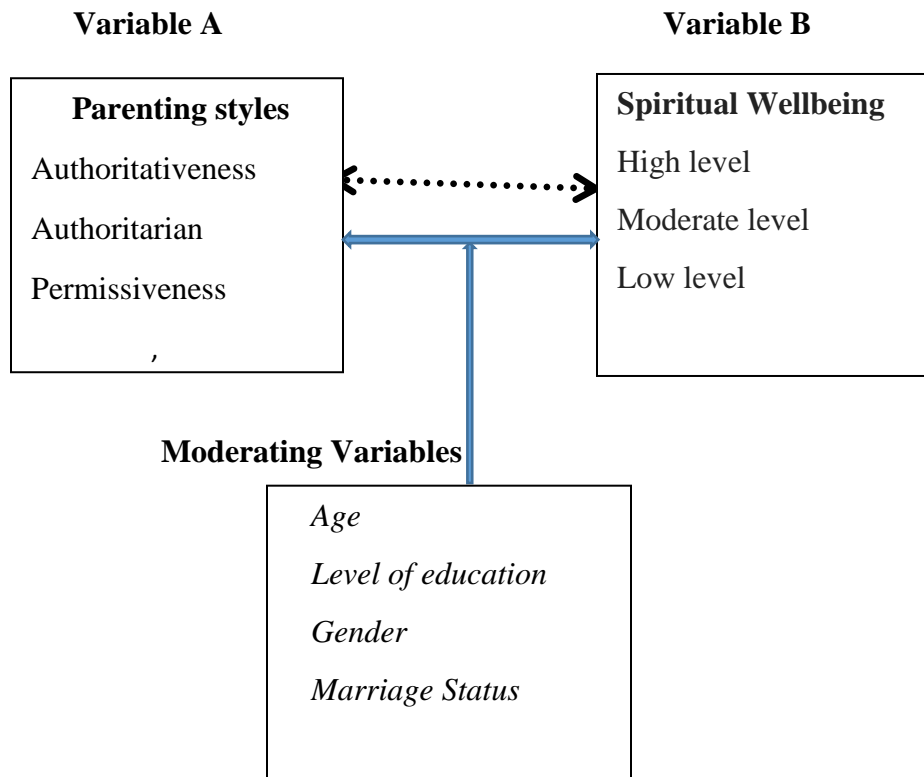 Variable A
Variable B
Parenting styles
Authoritativeness
Authoritarian
Permissiveness
,
Spiritual Wellbeing
High level
Moderate level
Low level
Moderating Variables
Age
Level of education
Gender
Marriage Status